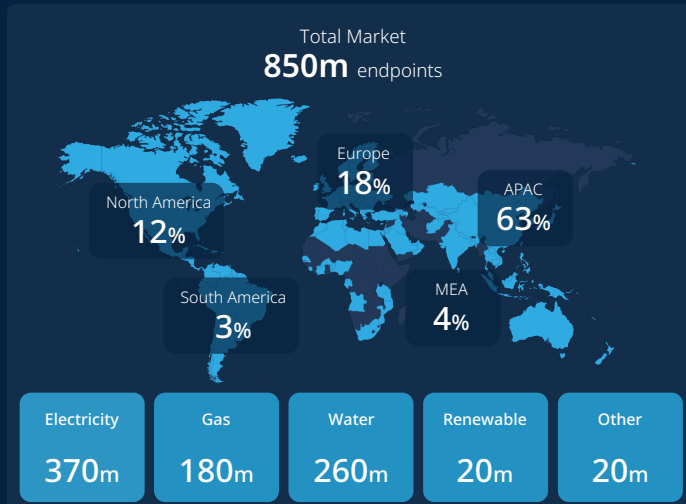 Total Market
850m endpoints
Europe
18%
APAC
63%
North America
12%
South America
3%
MEA
4%
Electricity
370m
Gas
180m
Water
260m
Renewable
20m
Other
20m